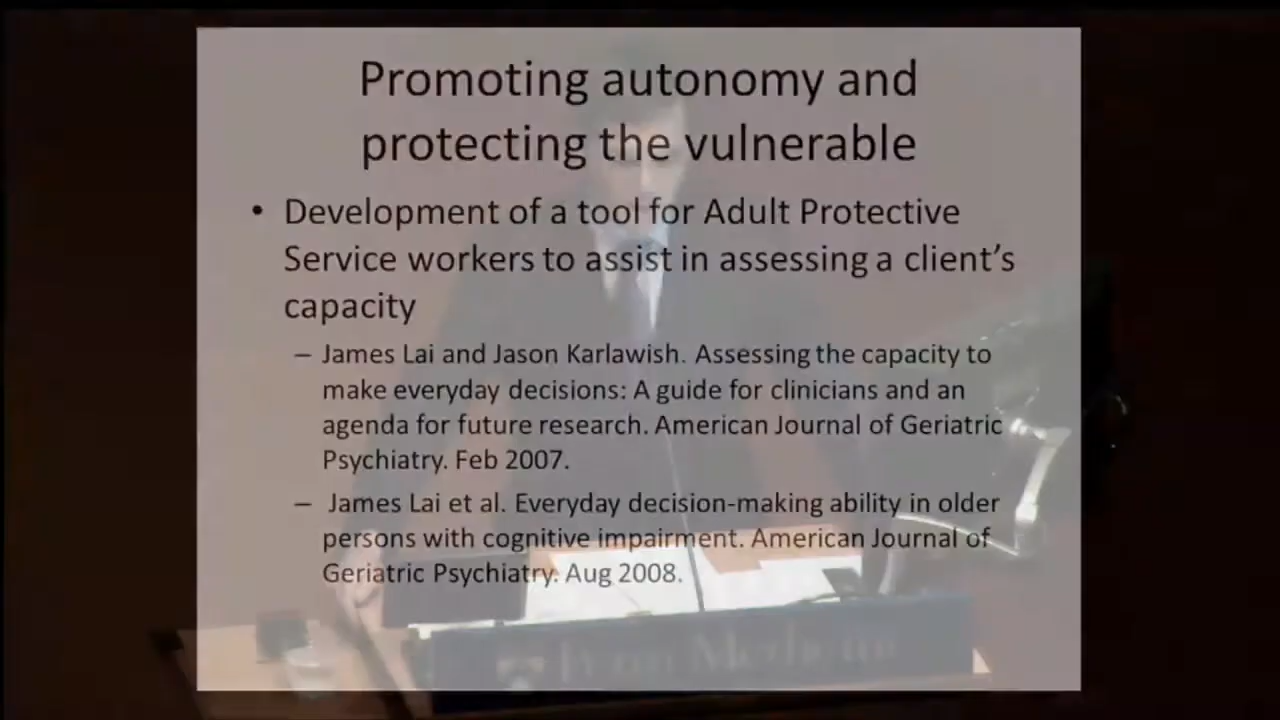 Promoting autonomy and
protecting the vulnerable
• Development of a tool for Adult Protective
Service workers to assist in assessing a client’s
capacity
– James Lai and Jason Karlawish. Assessing the capacity to
make everyday decisions: A guide for clinicians and an
agenda for future research. American Journal of Geriatric
Psychiatry. Feb 2007.
– James Lai et al. Everyday decision-making ability in older
persons with cognitive impairment. American Journal of
Geriatric Psychiatry. Aug 2008.
Penn Medicine